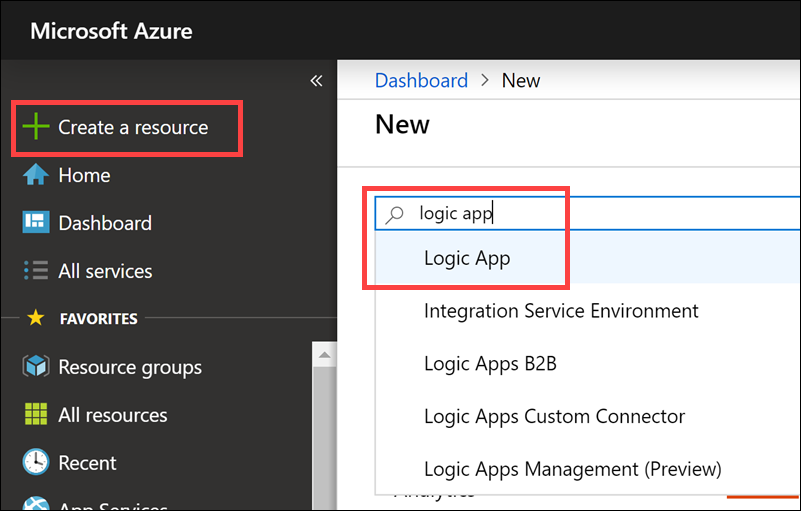 Microsoft Azure
«
Create a resource
Home
Dashboard
All services
FAVORITES
Resource groups
All resources
Recent
App Services
Dashboard > New
New
logic app
Logic App
Integration Service Environment
Logic Apps B2B
Logic Apps Custom Connector
Logic Apps Management (Preview)
Analytics